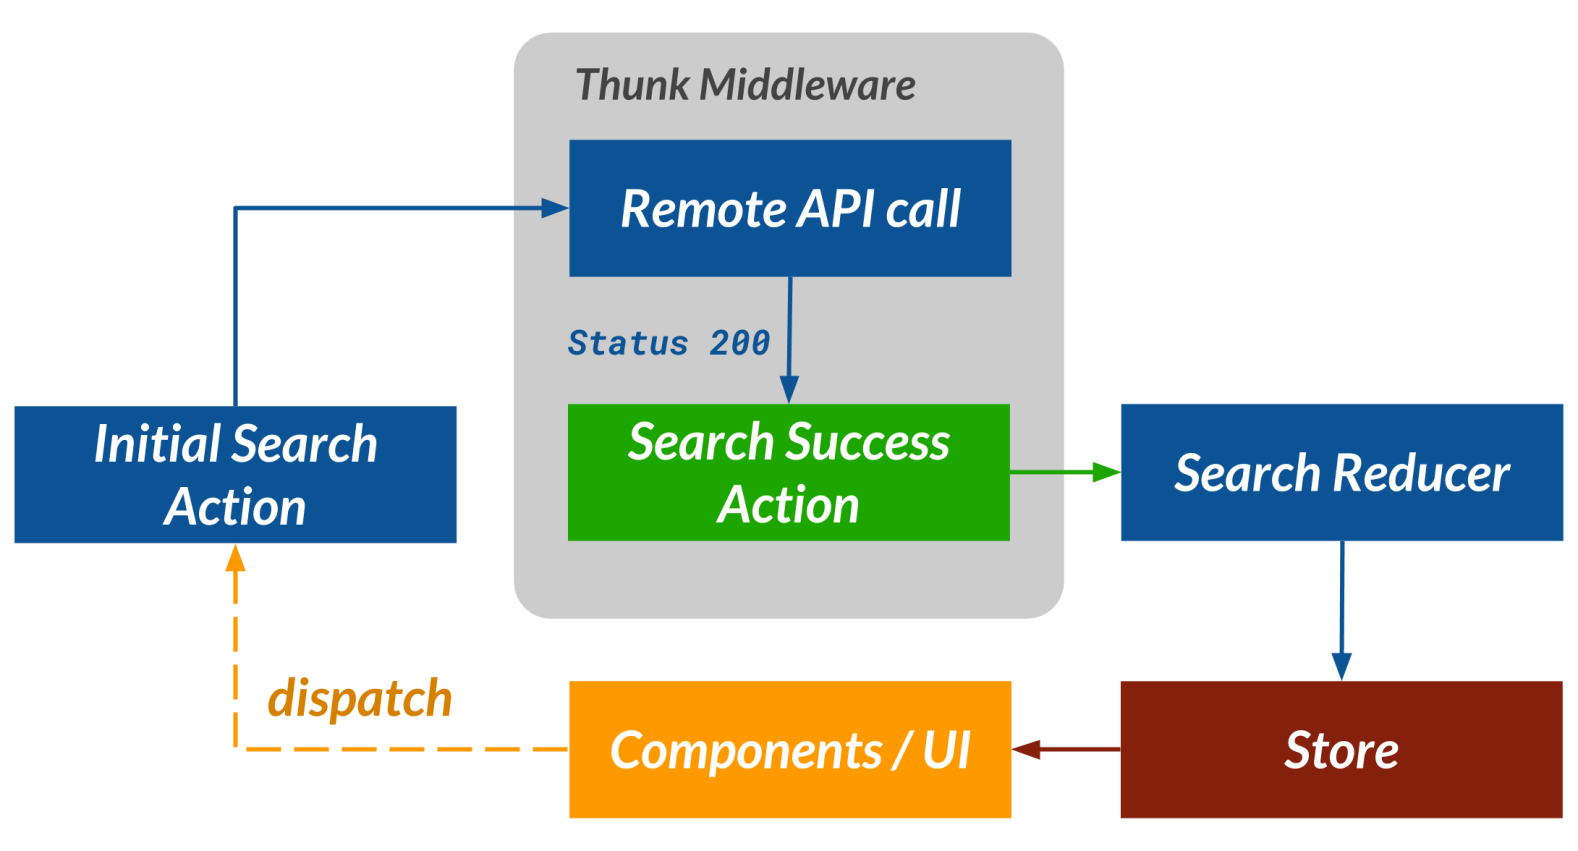 Thunk Middleware
Remote API call
Status 200
Initial Search
Action
Search Success
Action
Search Reducer
dispatch
Components / UI
Store